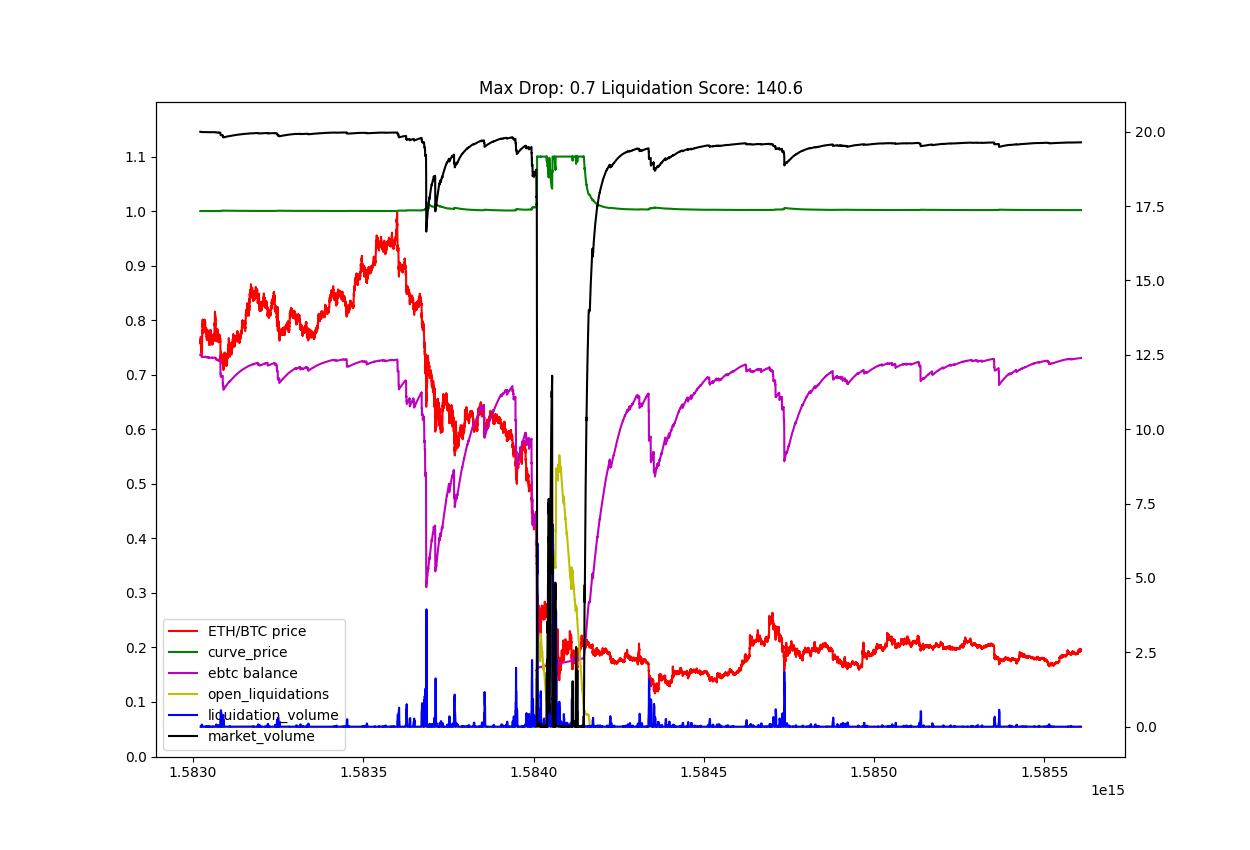 Max Drop: 0.7 Liquidation Score: 140.6
1.1
1.0
0.9
0.8
0.7
0.6
0.5
0.4
0.3
0.2
0.1
0.0
20.0
17.5
15.0
12.5
10.0
7.5
5.0
2.5
0.0
ETH/BTC price
curve_price
ebtc balance
open_liquidations
liquidation_volume
market_volume
1.5830 1.5835 1.5840 1.5845 1.5850 1.5855
1e15